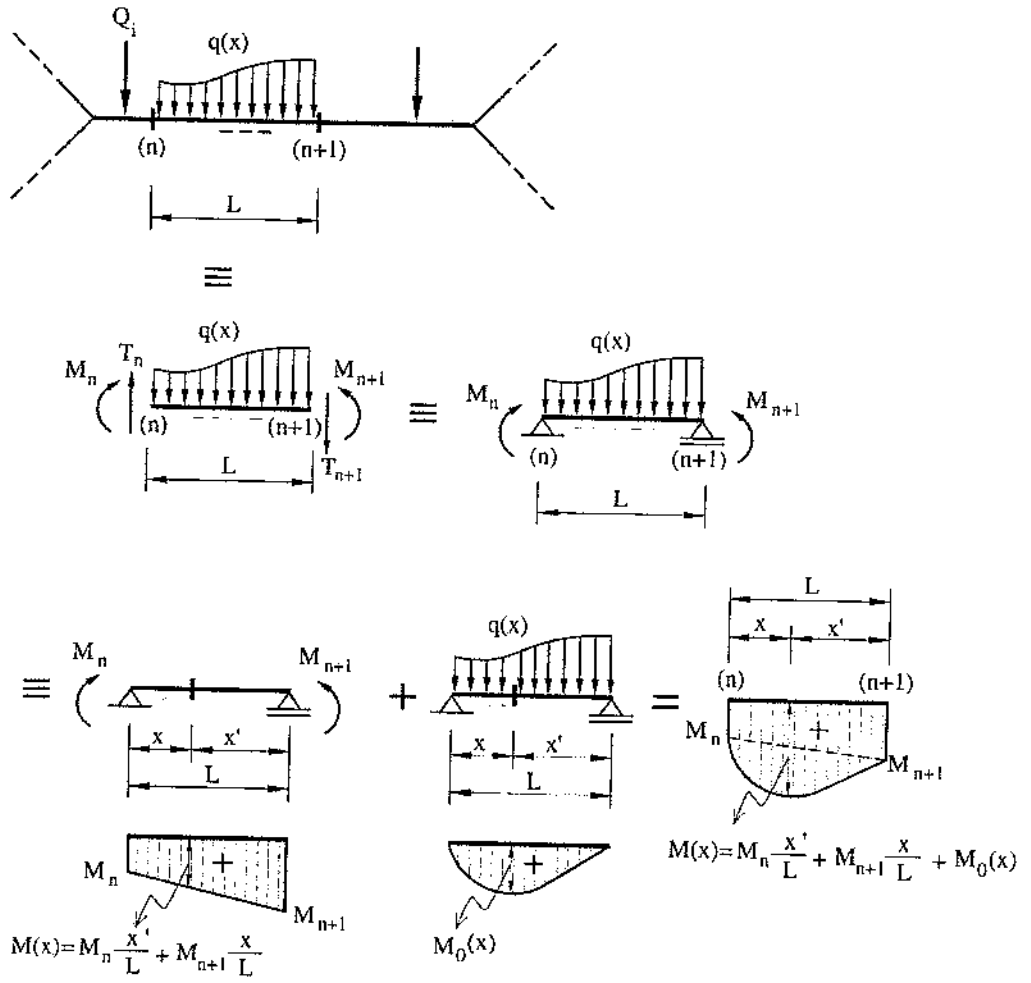 Q_i
q(x)
(n) (n+1)
L
≡
q(x)
M_n T_n M_{n+1}
(n) (n+1)
T_{n+1}
L
≡
q(x)
M_n M_{n+1}
(n) (n+1)
L
≡
M_n M_{n+1}
x x'
L
M_n + M_{n+1}
M(x)=M_n x'/L + M_{n+1} x/L
+
q(x)
x x'
L
+
M_0(x)
=
L
x x'
(n) (n+1)
M_n + M_{n+1}
M(x)=M_n x'/L + M_{n+1} x/L + M_0(x)